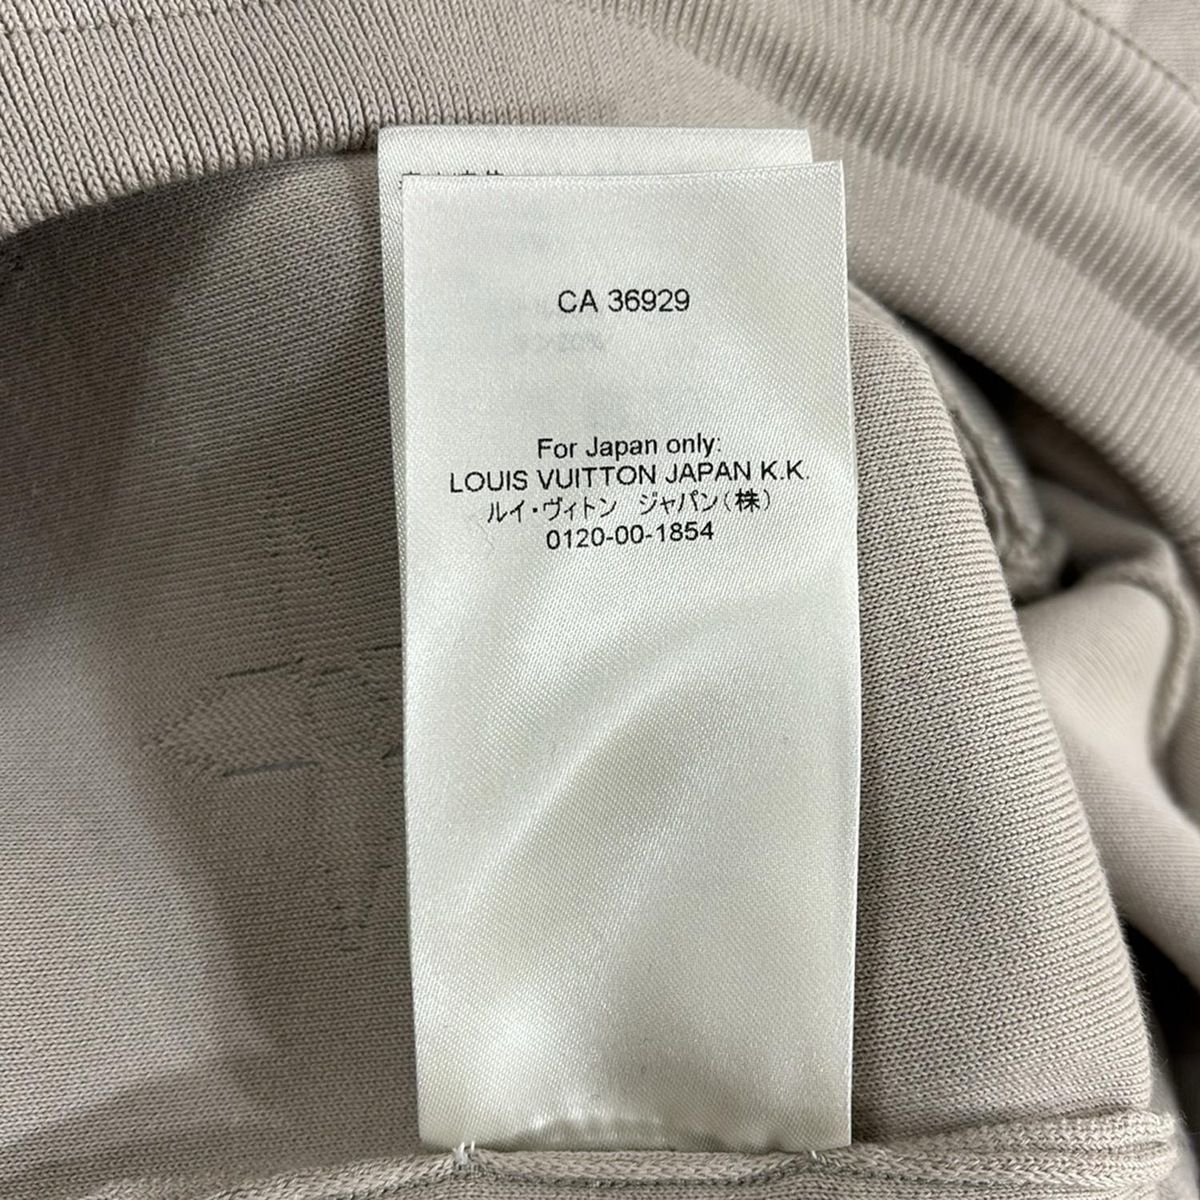 CA 36929
For Japan only:
LOUIS VUITTON JAPAN K.K.
ルイ・ヴィトン ジャパン(株)
0120-00-1854